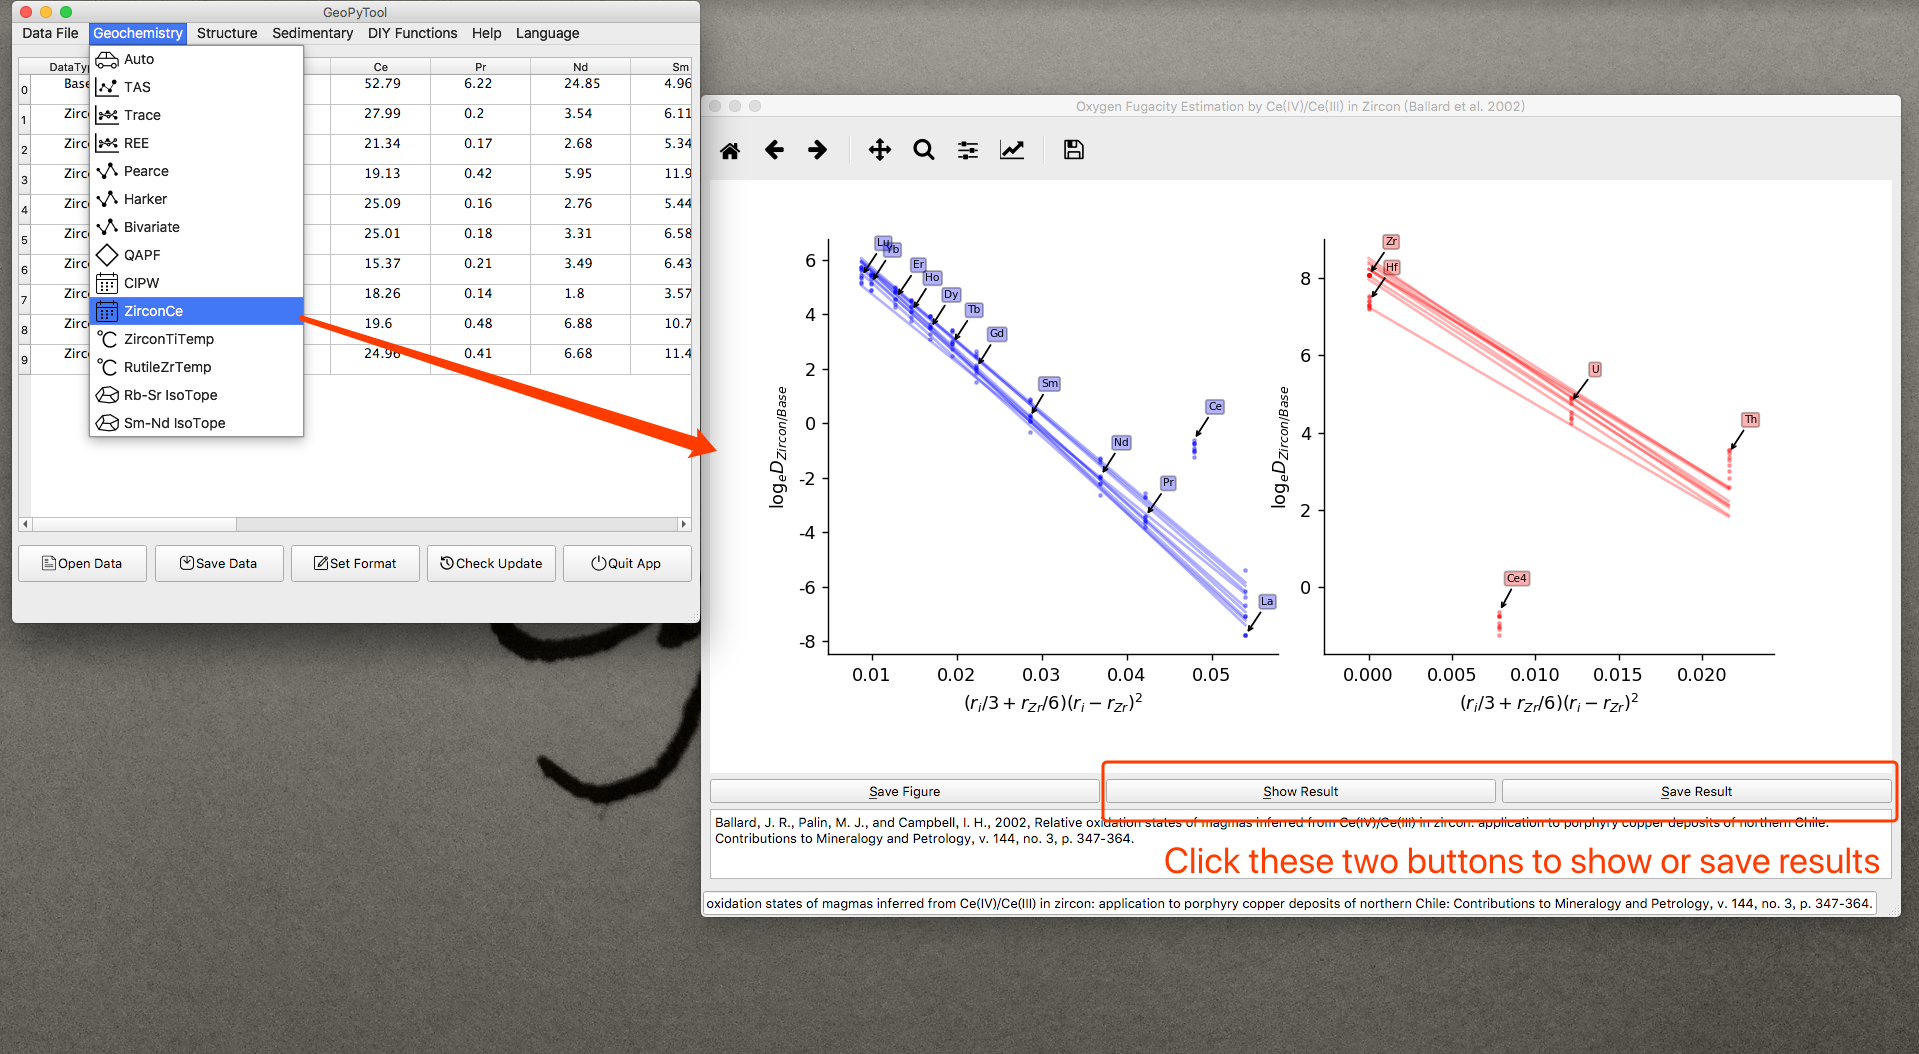 GeoPyTool
Data File Geochemistry Structure Sedimentary DIY Functions Help Language
Auto
TAS
Trace
REE
Pearce
Harker
Bivariate
QAPF
CIPW
ZirconCe
ZirconTiTemp
RutileZrTemp
Rb-Sr IsoTope
Sm-Nd IsoTope
DataTyp Ce Pr Nd Sm
0 Base 52.79 6.22 24.85 4.96
1 Zirc 27.99 0.2 3.54 6.11
2 Zirc 21.34 0.17 2.68 5.34
3 Zirc 19.13 0.42 5.95 11.9
4 Zirc 25.09 0.16 2.76 5.44
5 Zirc 25.01 0.18 3.31 6.58
6 Zirc 15.37 0.21 3.49 6.43
7 Zirc 18.26 0.14 1.8 3.57
8 Zirc 19.6 0.48 6.88 10.7
9 Zirc 24.96 0.41 6.68 11.4
Open Data Save Data Set Format Check Update Quit App
Oxygen Fugacity Estimation by Ce(IV)/Ce(III) in Zircon (Ballard et al. 2002)
log_e D_Zircon/Base
6
4
2
0
-2
-4
-6
-8
Lu
Yb
Er
Ho
Dy
Tb
Gd
Sm
Ce
Nd
Pr
La
0.01 0.02 0.03 0.04 0.05
(r_i/3 + r_Zr/6)(r_i − r_Zr)²
log_e D_Zircon/Base
8
6
4
2
0
Zr
Hf
U
Th
Ce4
0.000 0.005 0.010 0.015 0.020
(r_i/3 + r_Zr/6)(r_i − r_Zr)²
Save Figure Show Result Save Result
Ballard, J. R., Palin, M. J., and Campbell, I. H., 2002, Relative oxidation states of magmas inferred from Ce(IV)/Ce(III) in zircon: application to porphyry copper deposits of northern Chile:
Contributions to Mineralogy and Petrology, v. 144, no. 3, p. 347-364.
Click these two buttons to show or save results
oxidation states of magmas inferred from Ce(IV)/Ce(III) in zircon: application to porphyry copper deposits of northern Chile: Contributions to Mineralogy and Petrology, v. 144, no. 3, p. 347-364.